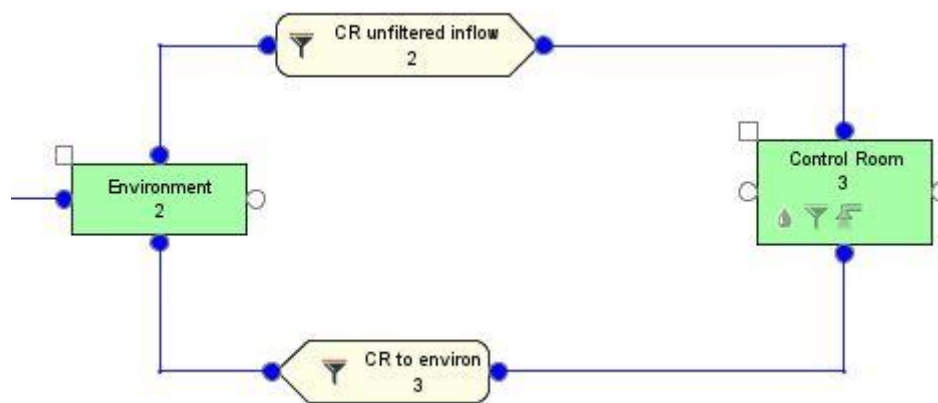 CR unfiltered inflow
2
Environment
2
Control Room
3
CR to environ
3